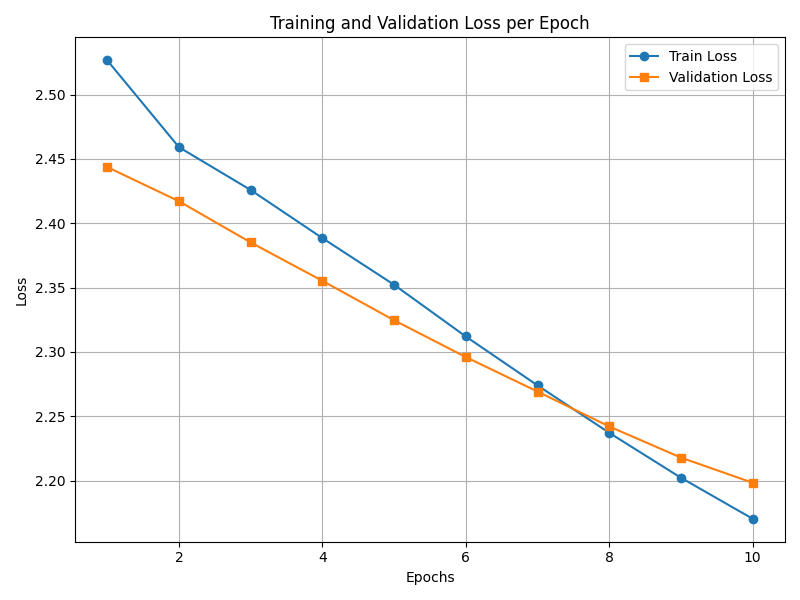 Training and Validation Loss per Epoch
Train Loss
Validation Loss
2.50
2.45
2.40
2.35
2.30
2.25
2.20
Loss
2 4 6 8 10
Epochs